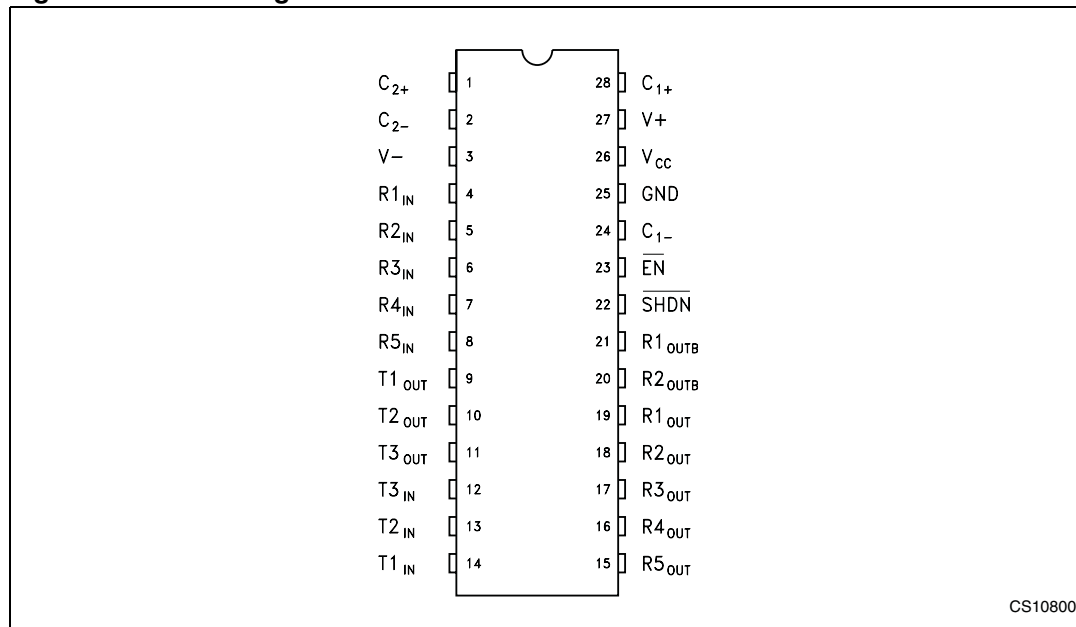 C2+ 1 28 C1+
C2- 2 27 V+
V- 3 26 VCC
R1IN 4 25 GND
R2IN 5 24 C1-
R3IN 6 23 EN
R4IN 7 22 SHDN
R5IN 8 21 R1OUTB
T1OUT 9 20 R2OUTB
T2OUT 10 19 R1OUT
T3OUT 11 18 R2OUT
T3IN 12 17 R3OUT
T2IN 13 16 R4OUT
T1IN 14 15 R5OUT
CS10800